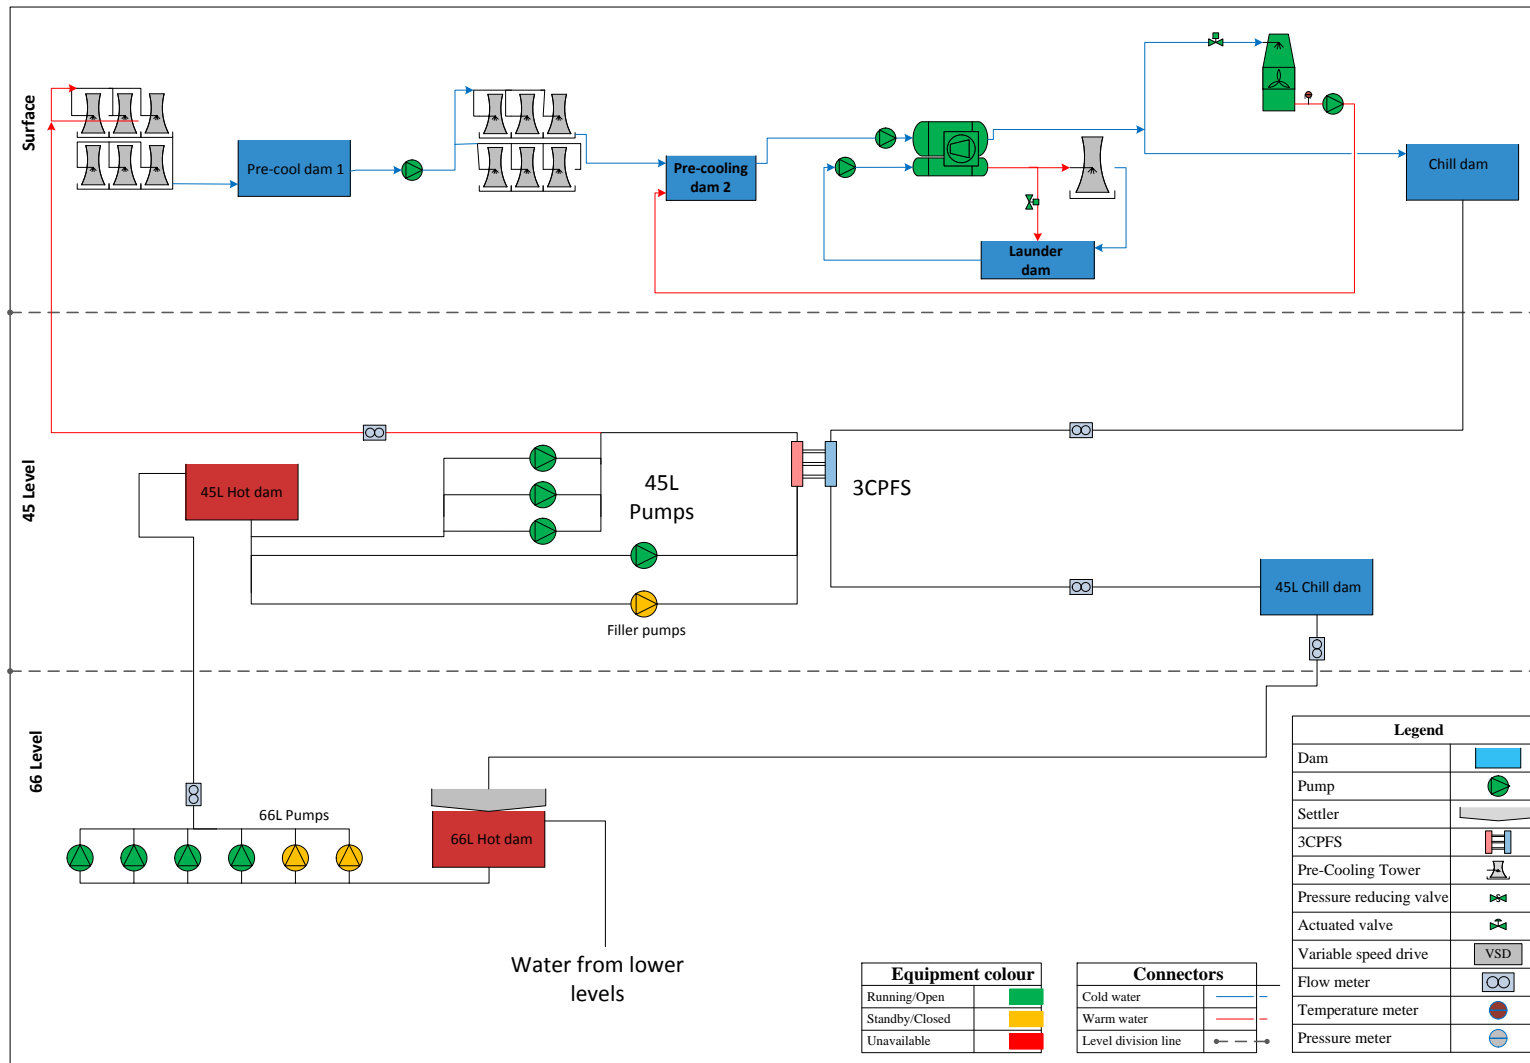 Surface
Pre-cool dam 1
Pre-cooling
dam 2
Launder
dam
Chill dam
45 Level
45L Hot dam
45L
Pumps
3CPFS
Filler pumps
45L Chill dam
66 Level
66L Pumps
66L Hot dam
Water from lower
levels
Equipment colour
Running/Open
Standby/Closed
Unavailable
Connectors
Cold water
Warm water
Level division line
Legend
Dam
Pump
Settler
3CPFS
Pre-Cooling Tower
Pressure reducing valve
Actuated valve
Variable speed drive VSD
Flow meter
Temperature meter
Pressure meter